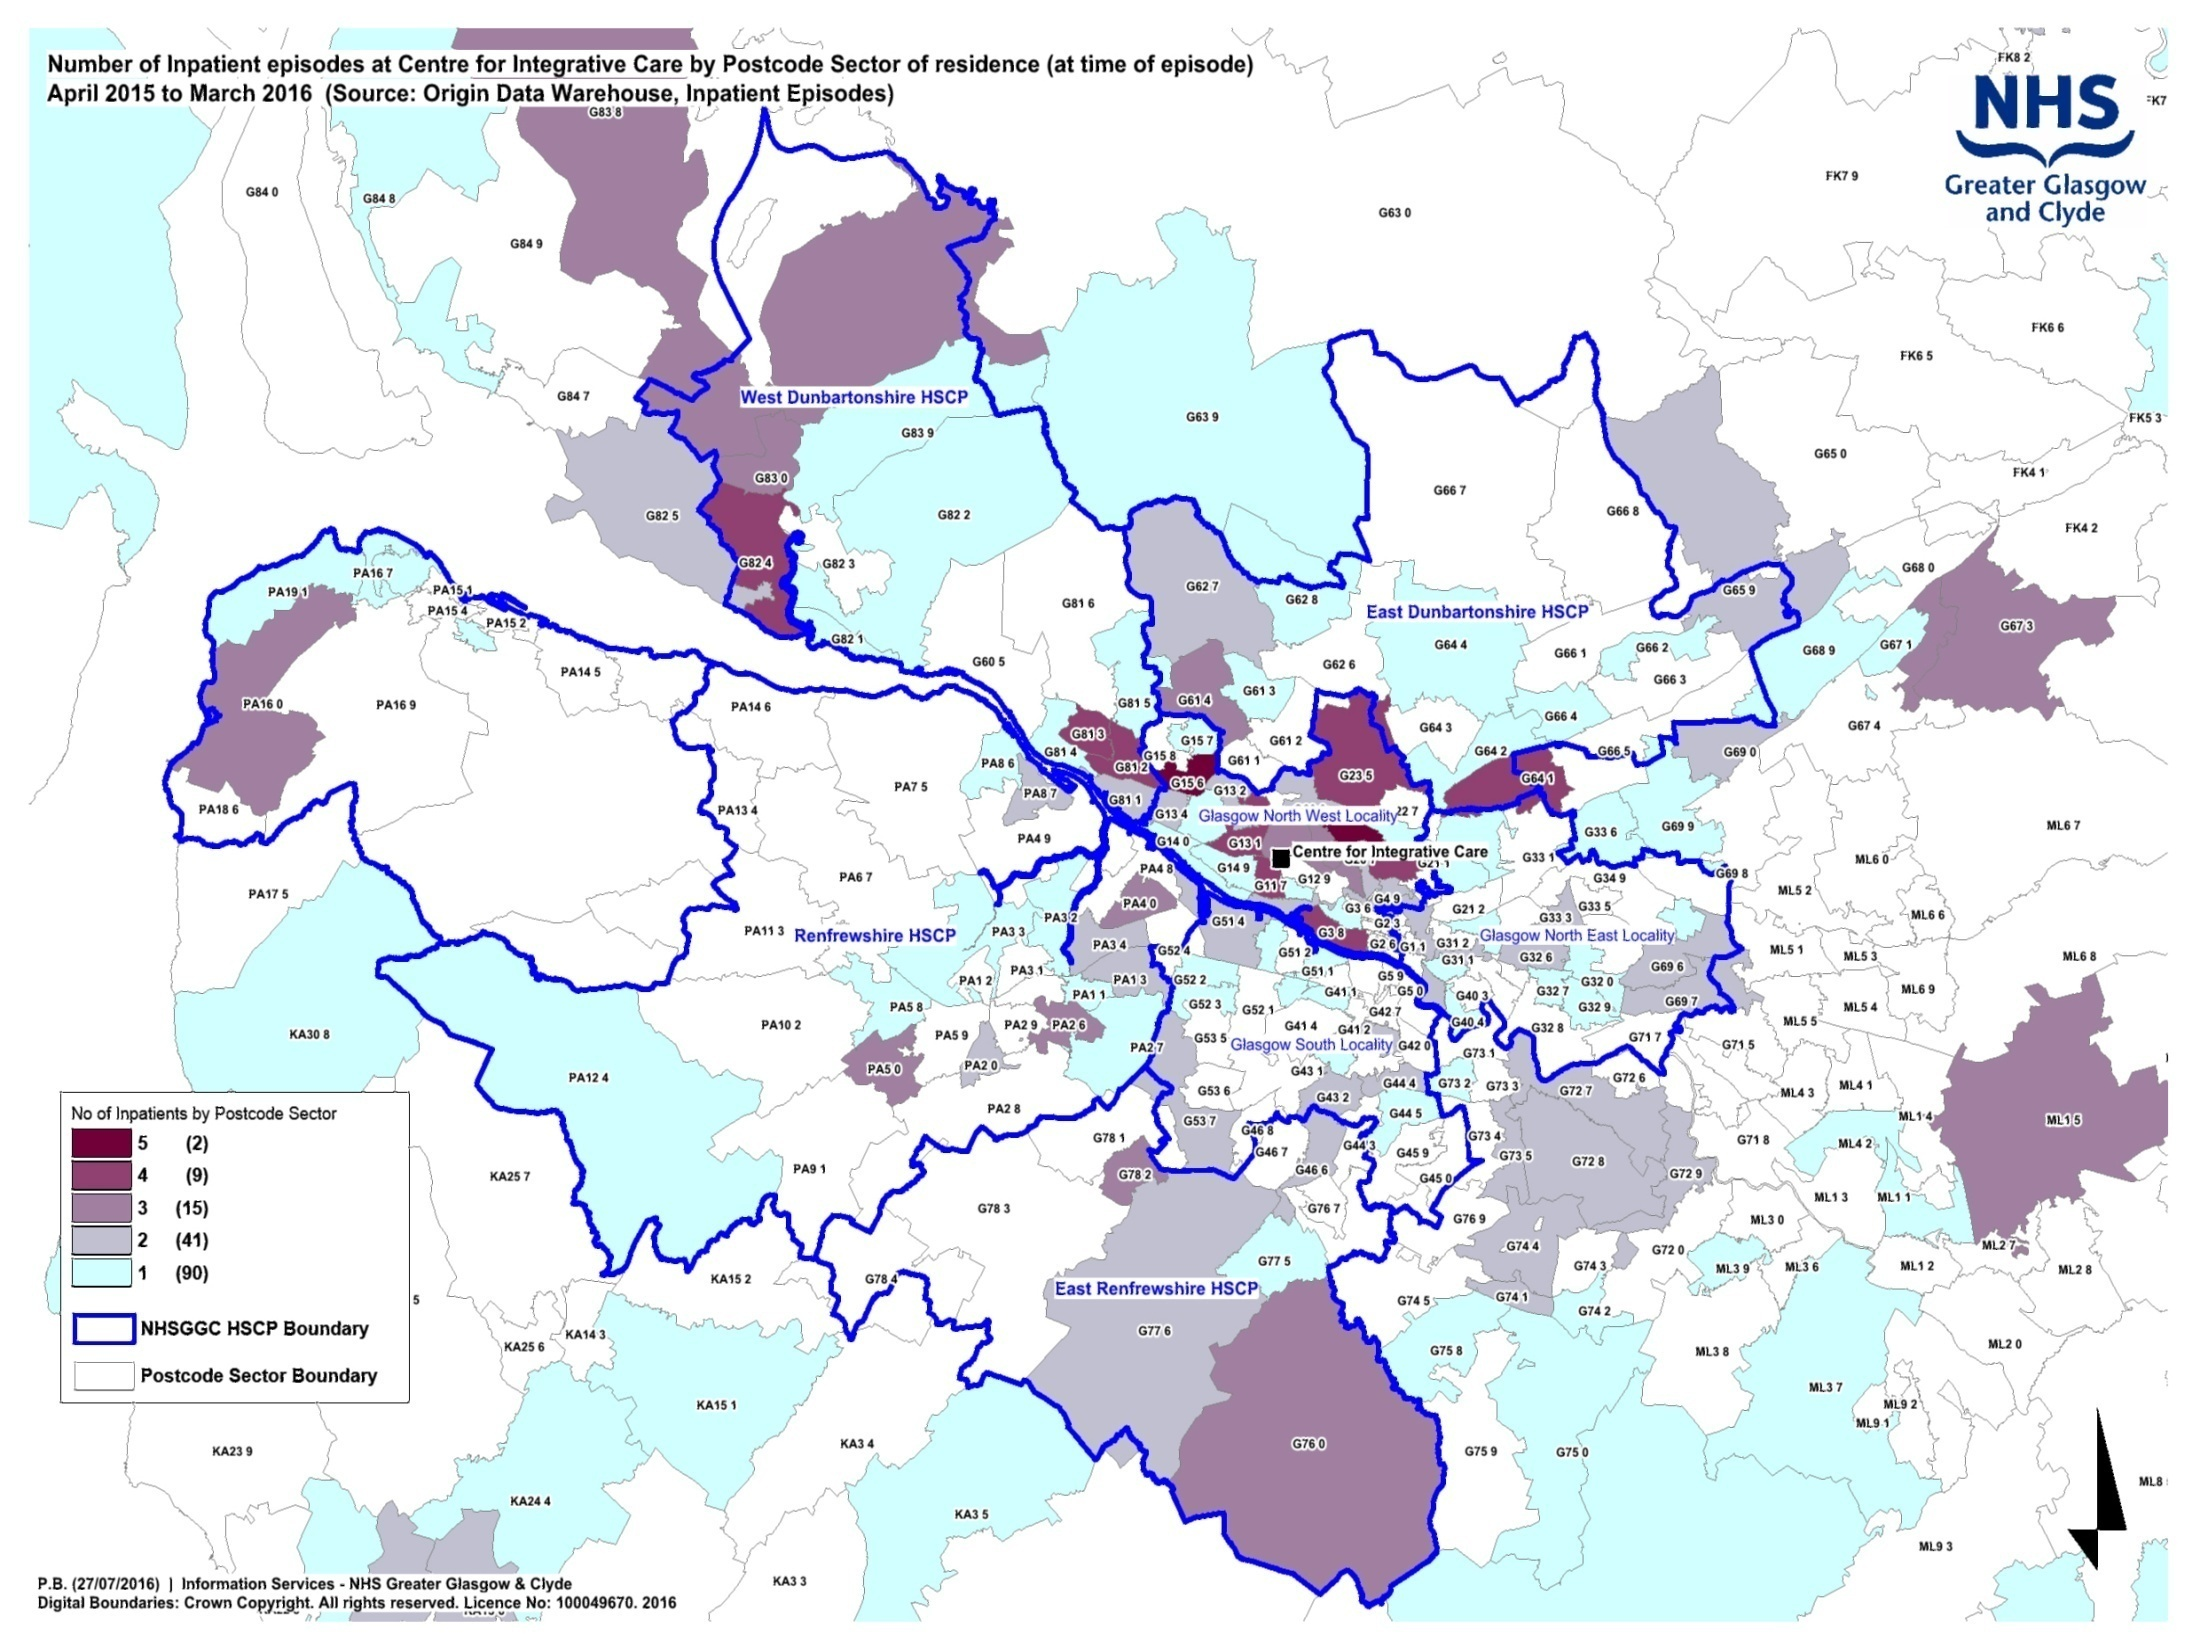 Number of Inpatient episodes at Centre for Integrative Care by Postcode Sector of residence (at time of episode)
April 2015 to March 2016 (Source: Origin Data Warehouse, Inpatient Episodes)
NHS
Greater Glasgow
and Clyde
FK8 2
FK7
G83 8
G84 0
G84 8
G84 9
FK7 9
G63 0
FK6 6
FK6 5
G84 7
West Dunbartonshire HSCP
G83 9
G63 9
FK5 3
G65 0
FK4 1
G83 0
G66 7
G82 5
G82 2
G66 8
FK4 2
G82 4
G82 3
G68 0
PA16 7
PA19 1
PA15 1
PA15 4
PA15 2
G62 7
G62 8
G65 9
G81 6
East Dunbartonshire HSCP
G82 1
G67 3
G64 4
G66 1
G66 2
G68 9
G67 1
G60 5
G62 6
G66 3
PA14 5
PA16 0
PA16 9
PA14 6
G81 5
G61 4
G61 3
G66 4
G67 4
G64 3
G81 3
G15 7
G61 2
G81 4
G15 8
G61 1
G64 2
G66 5
G69 0
PA8 6
G81 2
G15 6
G23 5
G64 1
PA7 5
PA8 7
G81 1
G13 2
PA18 6
PA13 4
G13 4
Glasgow North West Locality
22 7
ML6 7
PA4 9
G14 0
G13 1
G33 6
G69 9
Centre for Integrative Care
G33 1
ML6 0
PA6 7
PA4 8
G14 9
G11 7
G12 9
G34 9
G69 8
ML5 2
PA17 5
PA4 0
G4 9
G3 6
G21 2
G33 5
G33 3
ML6 6
PA3 2
G51 4
G2 3
PA11 3
Renfrewshire HSCP
PA3 3
G3 8
Glasgow North East Locality
PA3 4
G52 4
G51 2
G2 6
G1 1
G31 2
G32 6
ML5 1
ML5 3
ML6 8
PA1 2
PA3 1
PA1 3
G52 2
G51 1
G31 1
G69 6
G5 9
G32 7
G32 0
ML6 9
PA1 1
G41 1
G5 0
G40 3
G69 7
PA5 8
G52 3
G52 1
G42 7
G32 9
ML5 4
KA30 8
PA10 2
PA5 9
PA2 9
PA2 6
G41 4
G41 2
G40 4
G32 8
ML5 5
G53 5
PA2 7
Glasgow South Locality
G42 0
G73 1
G71 7
G71 5
PA12 4
PA5 0
PA2 0
G43 1
G44 4
G73 2
G73 3
G72 7
G72 6
ML4 3
ML4 1
PA2 8
G53 6
G43 2
G44 5
ML1 4
ML1 5
No of Inpatients by Postcode Sector
5 (2)
4 (9)
3 (15)
2 (41)
1 (90)
NHSGGC HSCP Boundary
Postcode Sector Boundary
G53 7
G46 8
G46 7
G44 3
G45 9
G73 4
G73 5
G71 8
ML4 2
G78 1
G78 2
G46 6
G45 0
G72 8
G72 9
KA25 7
PA9 1
ML1 3
ML1 1
G78 3
G76 7
G76 9
ML3 0
G74 4
G72 0
ML2 7
G77 5
G74 3
ML3 9
ML3 6
ML1 2
ML2 8
KA15 2
G78 4
East Renfrewshire HSCP
G74 5
G74 1
G74 2
5
KA14 3
KA25 6
G77 6
G75 8
ML3 8
ML2 0
ML3 7
KA15 1
ML9 2
ML9 1
KA23 9
KA3 4
G76 0
G75 9
G75 0
ML8
KA24 4
KA3 5
ML9 3
KA3 3
P.B. (27/07/2016) | Information Services - NHS Greater Glasgow & Clyde
Digital Boundaries: Crown Copyright. All rights reserved. Licence No: 100049670. 2016